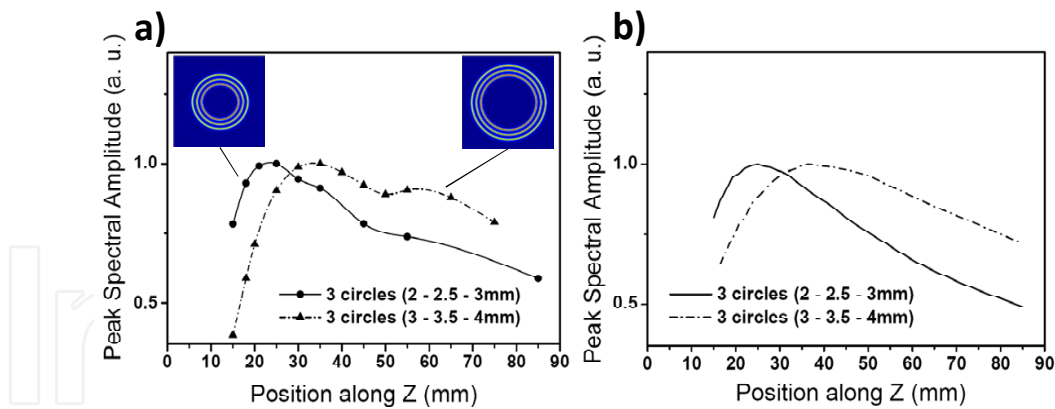 a)
Peak Spectral Amplitude (a. u.)
1.0
0.5
3 circles (2 - 2.5 - 3mm)
3 circles (3 - 3.5 - 4mm)
0 10 20 30 40 50 60 70 80 90
Position along Z (mm)
b)
Peak Spectral Amplitude (a. u.)
1.0
0.5
3 circles (2 - 2.5 - 3mm)
3 circlcs (3 - 3.5 - 4mm)
0 10 20 30 40 50 60 70 80 90
Position along Z (mm)